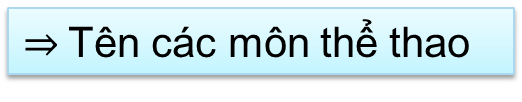 ⇒ Tên các môn thể thao